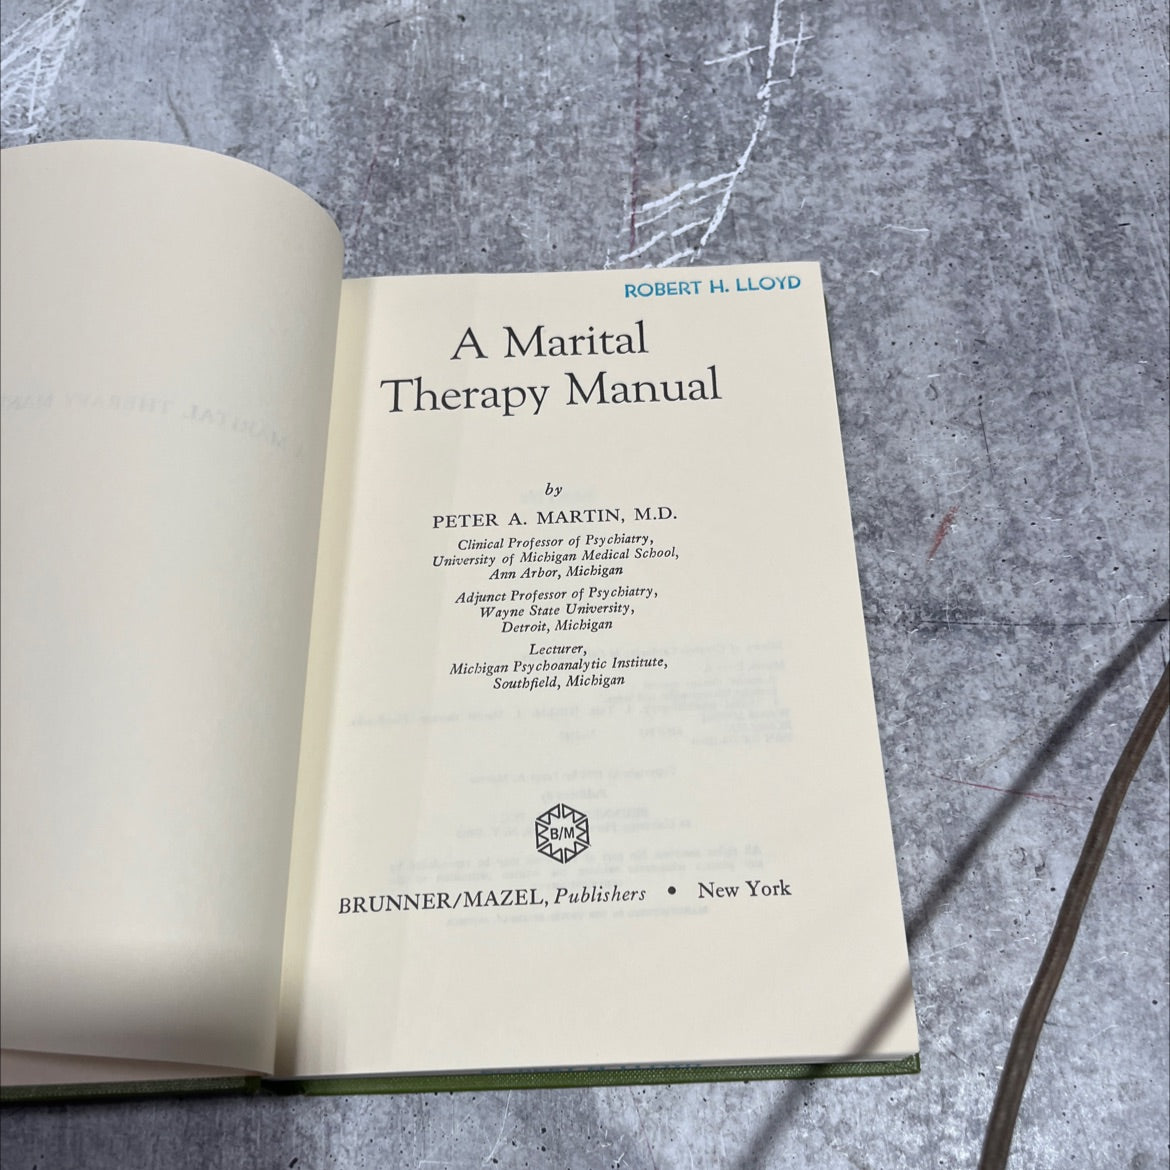 ROBERT H. LLOYD
A Marital
Therapy Manual
by
PETER A. MARTIN, M.D.
Clinical Professor of Psychiatry,
University of Michigan Medical School,
Ann Arbor, Michigan
Adjunct Professor of Psychiatry,
Wayne State University,
Detroit, Michigan
Lecturer,
Michigan Psychoanalytic Institute,
Southfield, Michigan
B/M
BRUNNER/MAZEL, Publishers • New York